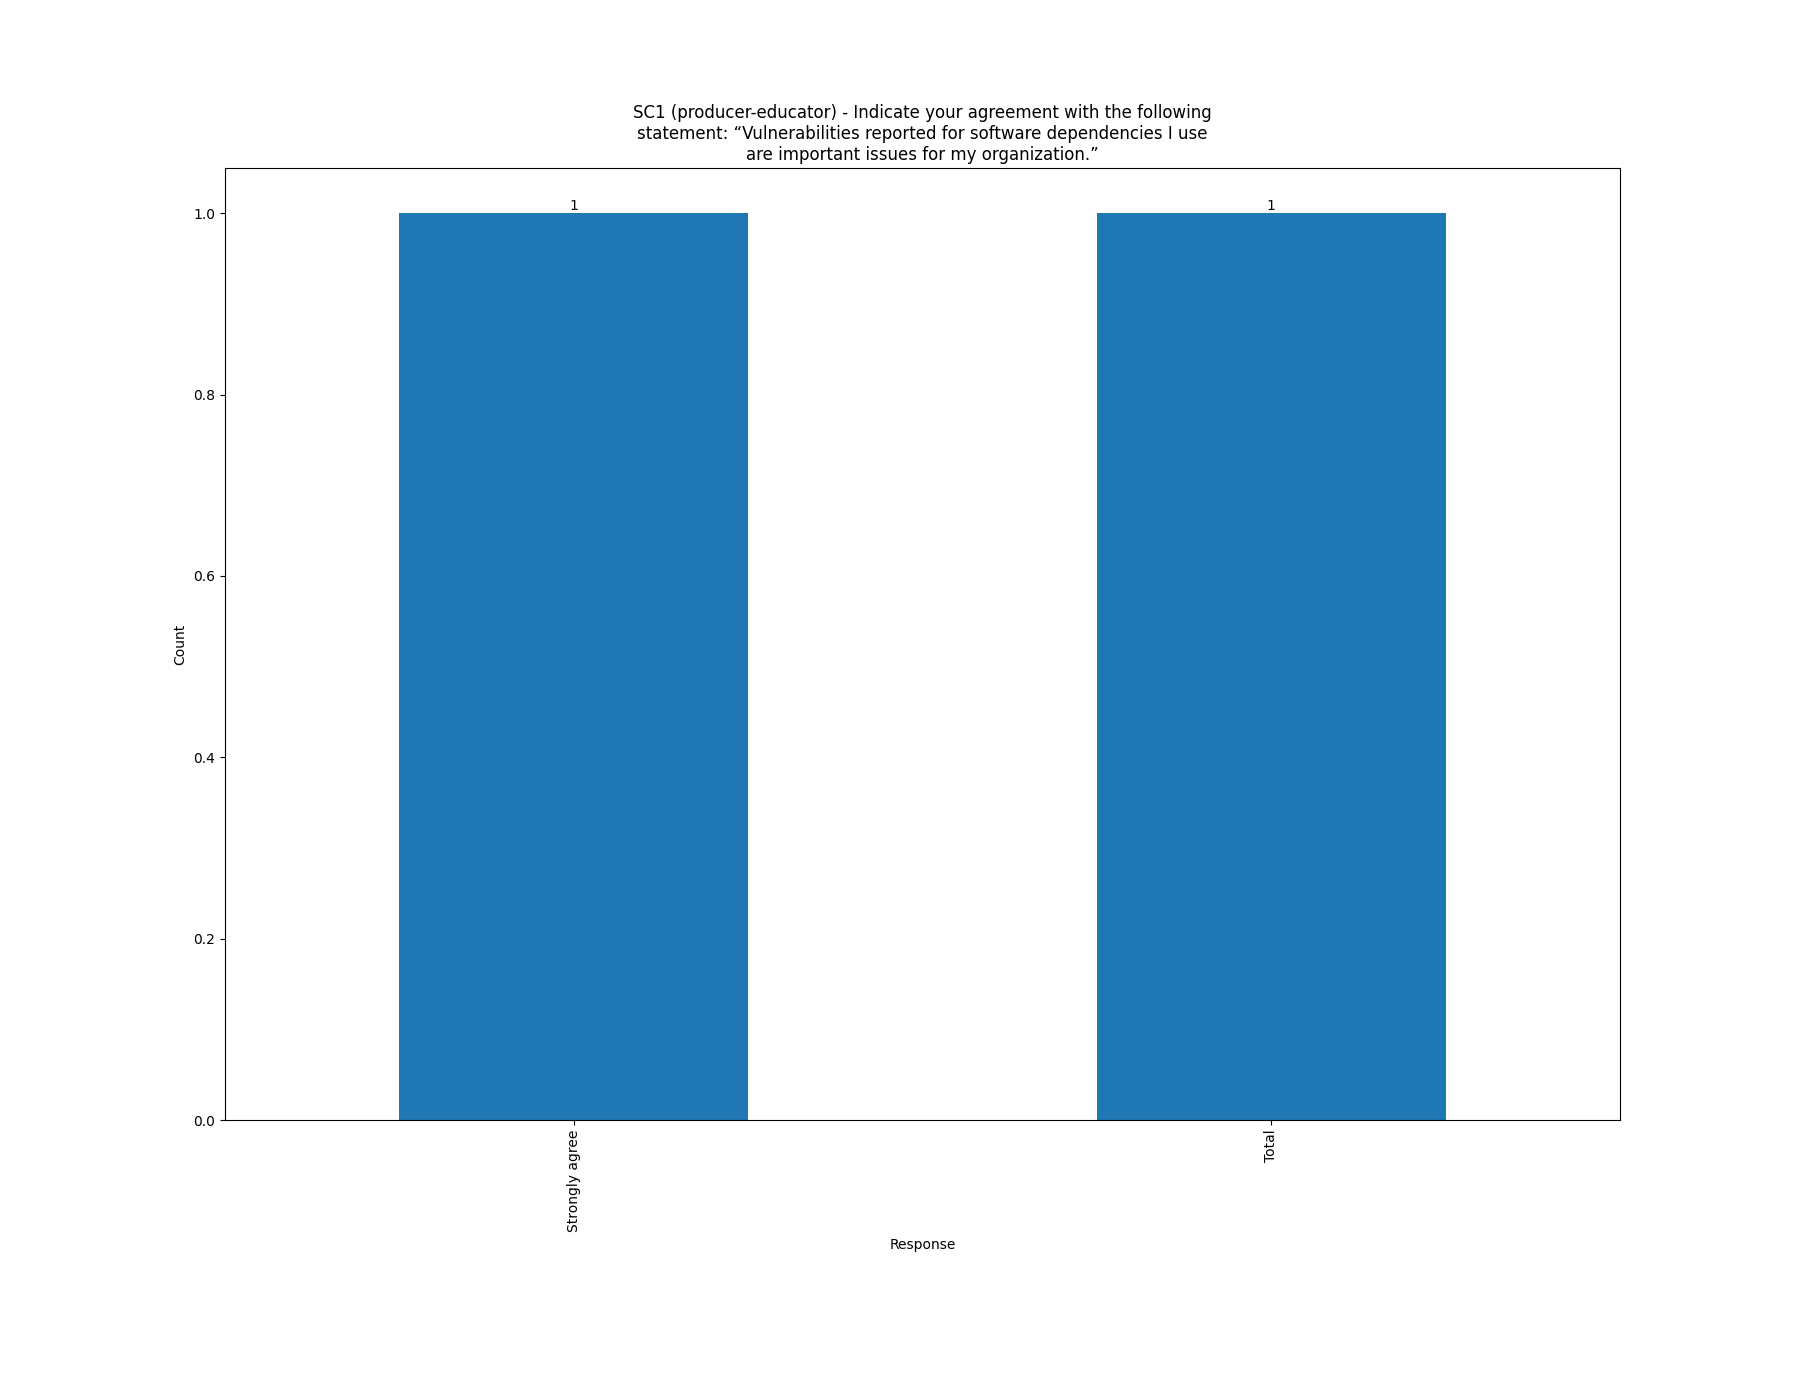 SC1 (producer-educator) - Indicate your agreement with the following
statement: “Vulnerabilities reported for software dependencies I use
are important issues for my organization.”
1
1
1.0
0.8
0.6
0.4
0.2
0.0
Count
Strongly agree
Total
Response